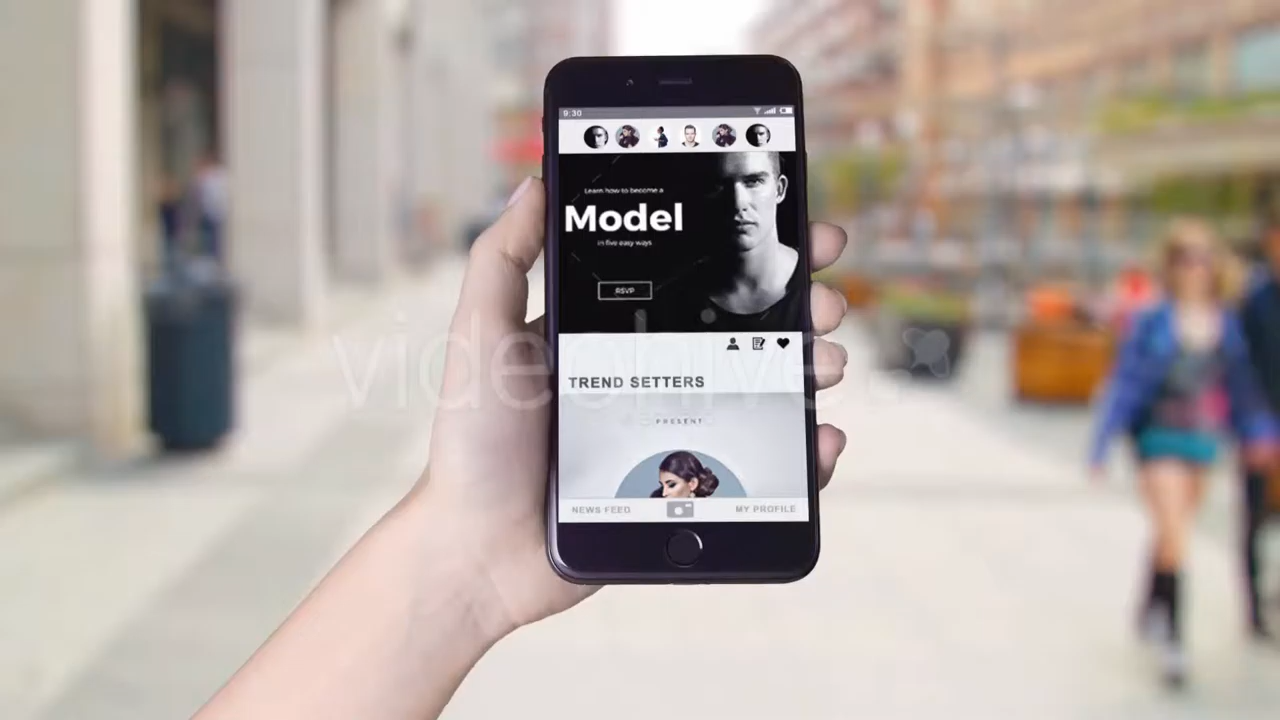 9:30
Learn how to become a
Model
in five easy ways
RSVP
TREND SETTERS
PRESENT
NEWS FEED
MY PROFILE
videohive